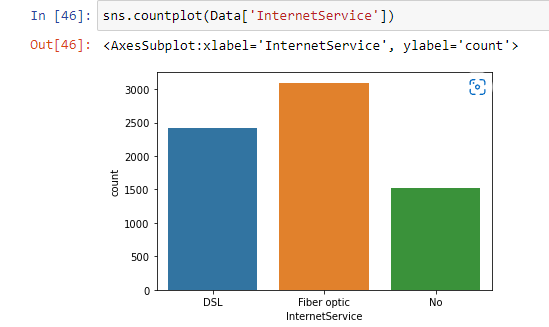 In [46]: sns.countplot(Data['InternetService'])
Out[46]: <AxesSubplot:xlabel='InternetService', ylabel='count'>
3000
2500
2000
1500
1000
500
0
count
DSL Fiber optic No
InternetService